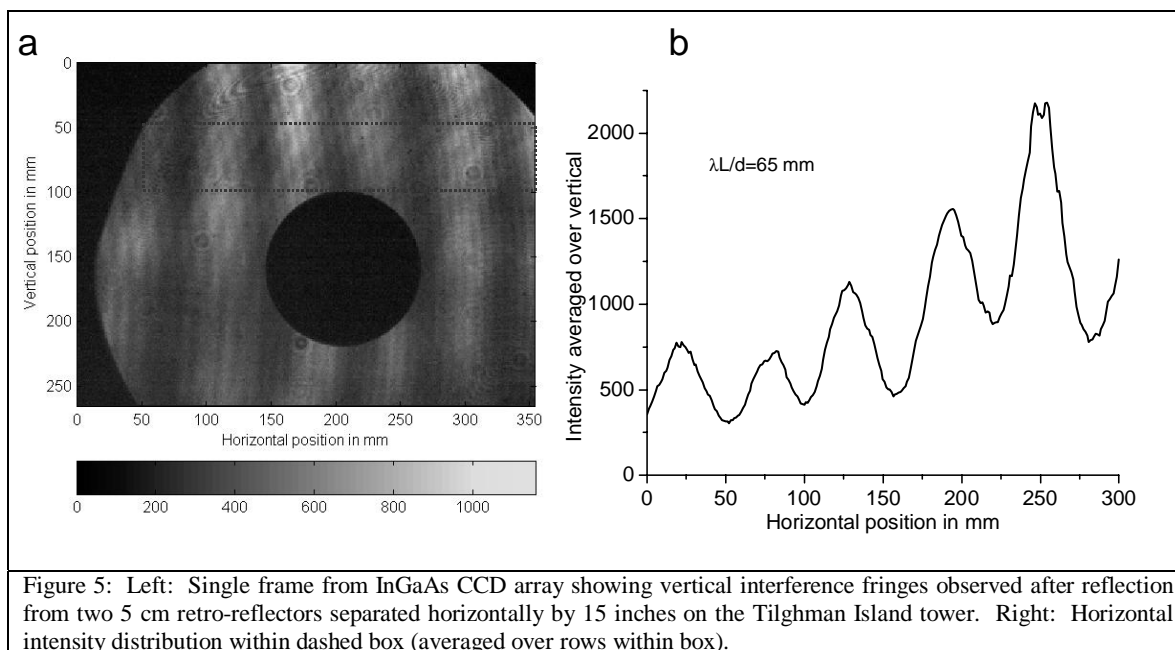 a
b
0
50
100
150
200
250
Vertical position in mm
0 50 100 150 200 250 300 350
Horizontal position in mm
0 200 400 600 800 1000
λL/d=65 mm
2000
1500
1000
500
0
Intensity averaged over vertical
0 50 100 150 200 250 300
Horizontal position in mm
Figure 5: Left: Single frame from InGaAs CCD array showing vertical interference fringes observed after reflection
from two 5 cm retro-reflectors separated horizontally by 15 inches on the Tilghman Island tower. Right: Horizontal
intensity distribution within dashed box (averaged over rows within box).